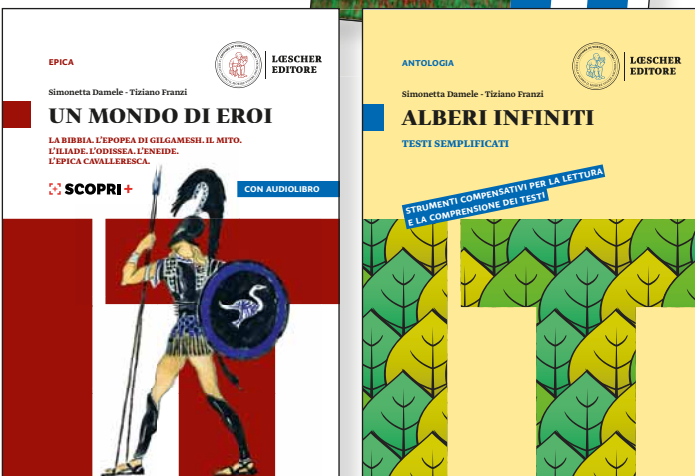 EPICA
LŒSCHER
EDITORE
Simonetta Damele - Tiziano Franzi
UN MONDO DI EROI
LA BIBBIA. L'EPOPEA DI GILGAMESH. IL MITO.
L'ILIADE. L'ODISSEA. L'ENEIDE.
L'EPICA CAVALLERESCA.
SCOPRI+
CON AUDIOLIBRO
ANTOLOGIA
LŒSCHER
EDITORE
Simonetta Damele - Tiziano Franzi
ALBERI INFINITI
TESTI SEMPLIFICATI
STRUMENTI COMPENSATIVI PER LA LETTURA
E LA COMPRENSIONE DEI TESTI